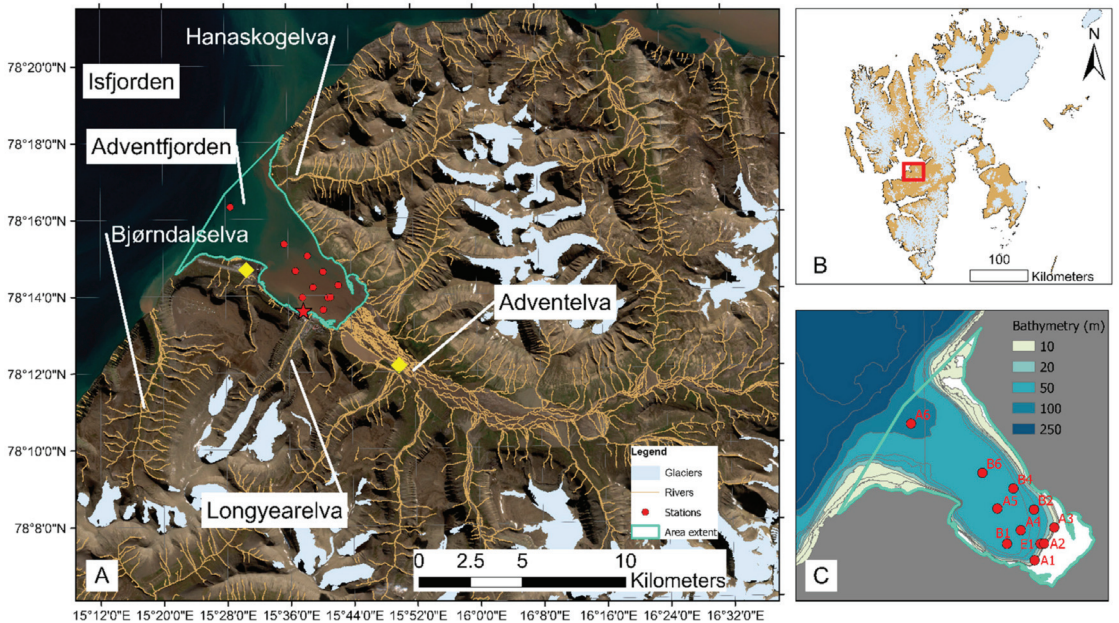 Hanaskogelva
Isfjorden
Adventfjorden
Bjørndalselva
Adventelva
Longyearelva
78°20'0"N
78°18'0"N
78°16'0"N
78°14'0"N
78°12'0"N
78°10'0"N
78°8'0"N
15°12'0"E
15°20'0"E
15°28'0"E
15°36'0"E
15°44'0"E
15°52'0"E
16°0'0"E
16°8'0"E
16°16'0"E
16°24'0"E
16°32'0"E
Legend
Glaciers
Rivers
Stations
Area extent
0 2.5 5 10
Kilometers
A
N
100
Kilometers
B
Bathymetry (m)
10
20
50
100
250
B6
B4
A5
B2
A4
A3
B1
A2
A1
C